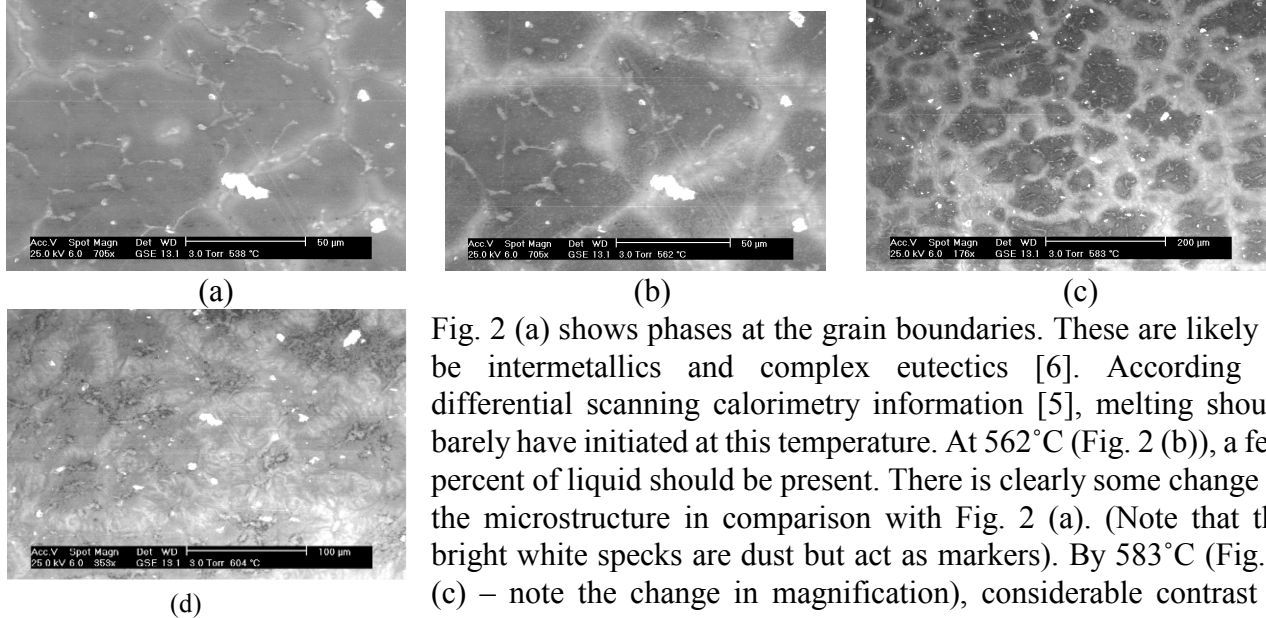 Acc.V Spot Magn Det WD 50 µm
25.0 kV 6.0 705x GSE 13.1 3.0 Torr 538 °C
(a)
Acc.V Spot Magn Det WD 50 µm
25.0 kV 6.0 705x GSE 13.1 3.0 Torr 562 °C
(b)
Acc.V Spot Magn Det WD 200 µm
25.0 kV 6.0 176x GSE 13.1 3.0 Torr 583 °C
(c)
Acc.V Spot Magn Det WD 100 µm
25.0 kV 6.0 353x GSE 13.1 3.0 Torr 604 °C
(d)
Fig. 2 (a) shows phases at the grain boundaries. These are likely
be intermetallics and complex eutectics [6]. According
differential scanning calorimetry information [5], melting shou
barely have initiated at this temperature. At 562˚C (Fig. 2 (b)), a fe
percent of liquid should be present. There is clearly some change
the microstructure in comparison with Fig. 2 (a). (Note that th
bright white specks are dust but act as markers). By 583˚C (Fig.
(c) – note the change in magnification), considerable contrast